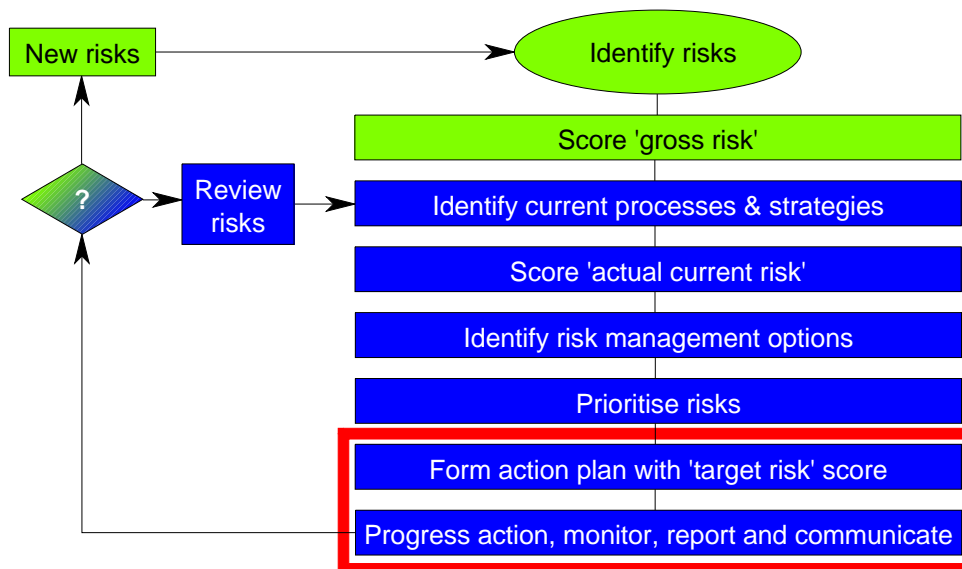 New risks
Identify risks
Score 'gross risk'
?
Review
risks
Identify current processes & strategies
Score 'actual current risk'
Identify risk management options
Prioritise risks
Form action plan with 'target risk' score
Progress action, monitor, report and communicate